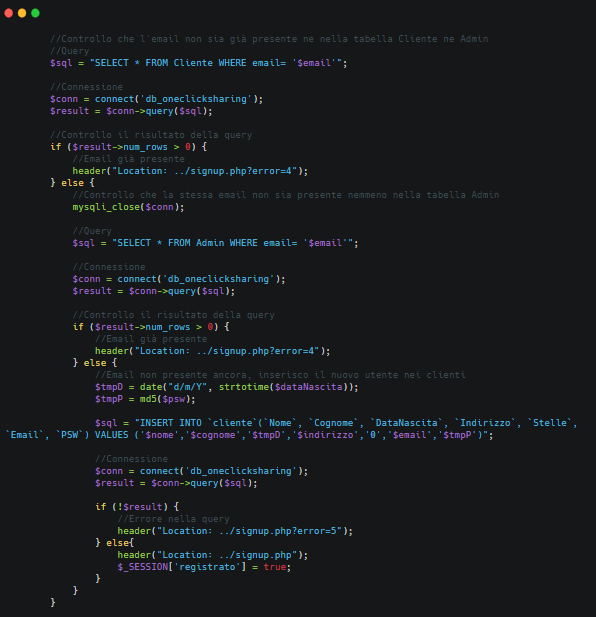 //Controllo che l'email non sia già presente ne nella tabella Cliente ne Admin
//Query
$sql = "SELECT * FROM Cliente WHERE email= '$email'";
//Connessione
$conn = connect('db_oneclicksharing');
$result = $conn->query($sql);
//Controllo il risultato della query
if ($result->num_rows > 0) {
//Email già presente
header("Location: ../signup.php?error=4");
} else {
//Controllo che la stessa email non sia presente nemmeno nella tabella Admin
mysqli_close($conn);
//Query
$sql = "SELECT * FROM Admin WHERE email= '$email'";
//Connessione
$conn = connect('db_oneclicksharing');
$result = $conn->query($sql);
//Controllo il risultato della query
if ($result->num_rows > 0) {
//Email già presente
header("Location: ../signup.php?error=4");
} else {
//Email non presente ancora, inserisco il nuovo utente nei clienti
$tmpD = date("d/m/Y", strtotime($dataNascita));
$tmpP = md5($psw);
$sql = "INSERT INTO `cliente`(`Nome`, `Cognome`, `DataNascita`, `Indirizzo`, `Stelle`,
`Email`, `PSW`) VALUES ('$nome','$cognome','$tmpD','$indirizzo','0','$email','$tmpP')";
//Connessione
$conn = connect('db_oneclicksharing');
$result = $conn->query($sql);
if (!$result) {
//Errore nella query
header("Location: ../signup.php?error=5");
} else{
header("Location: ../signup.php");
$_SESSION['registrato'] = true;
}
}
}